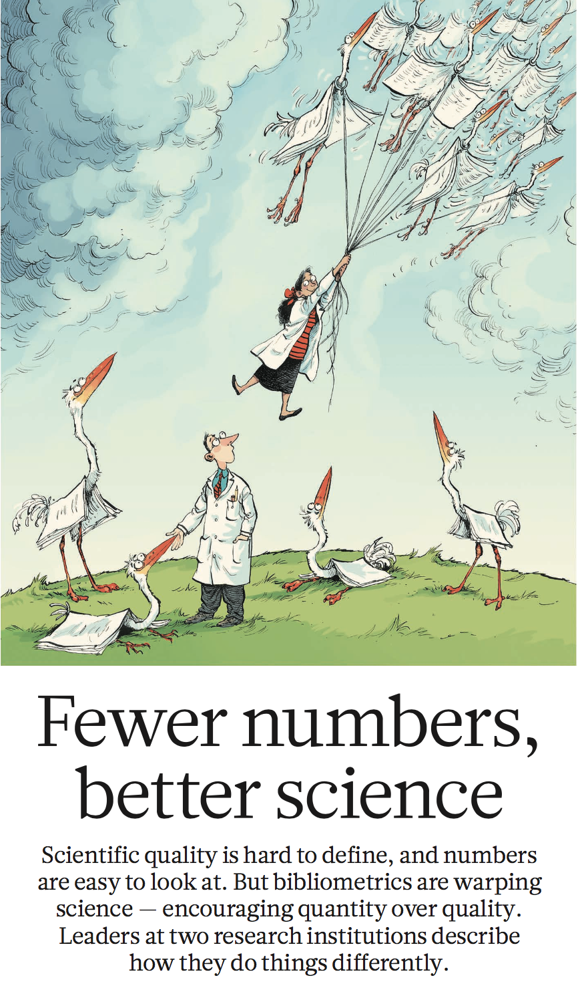 Fewer numbers,
better science
Scientific quality is hard to define, and numbers
are easy to look at. But bibliometrics are warping
science — encouraging quantity over quality.
Leaders at two research institutions describe
how they do things differently.